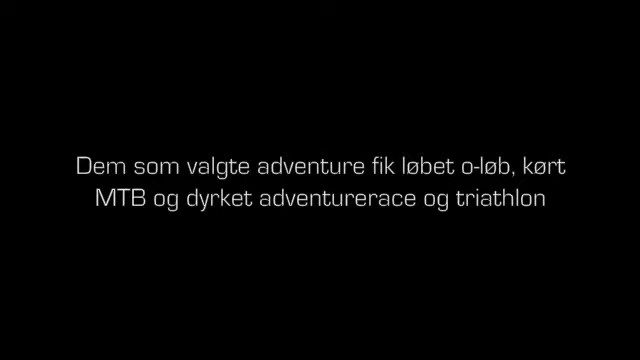 Dem som valgte adventure fik løbet o-løb, kørt
MTB og dyrket adventurerace og triathlon